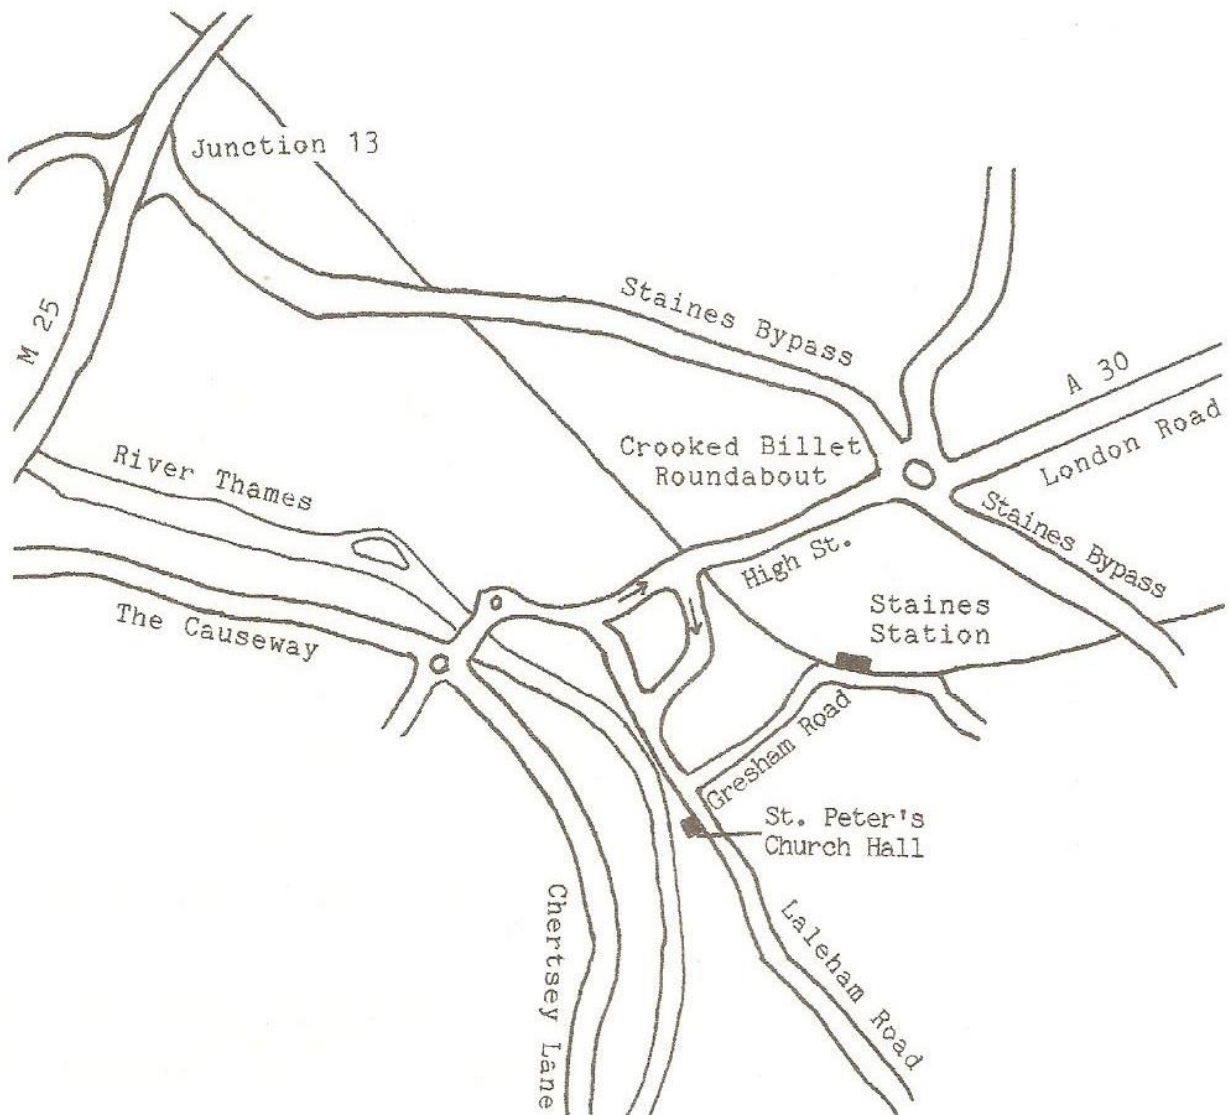 Junction 13
M 25
Staines Bypass
A 30
London Road
Crooked Billet
Roundabout
River Thames
High St.
Staines Bypass
Staines
Station
The Causeway
Gresham Road
St. Peter's
Church Hall
Chertsey Lane
Laleham Road